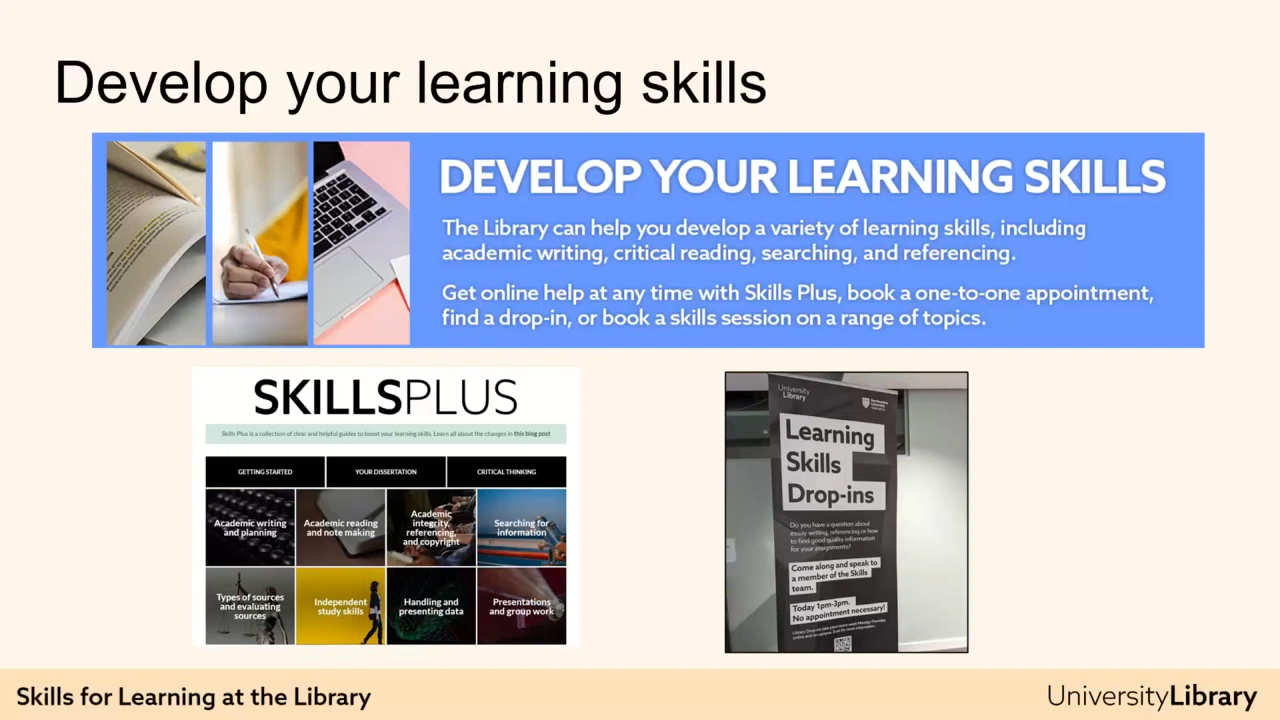 Develop your learning skills
DEVELOP YOUR LEARNING SKILLS
The Library can help you develop a variety of learning skills, including
academic writing, critical reading, searching, and referencing.
Get online help at any time with Skills Plus, book a one-to-one appointment,
find a drop-in, or book a skills session on a range of topics.
SKILLSPLUS
Skills Plus is a collection of clear and helpful guides to boost your learning skills. Learn all about the changes in this blog post
GETTING STARTED
YOUR DISSERTATION
CRITICAL THINKING
Academic writing
and planning
Academic reading
and note making
Academic
integrity,
referencing,
and copyright
Searching for
information
Types of sources
and evaluating
sources
Independent
study skills
Handling and
presenting data
Presentations
and group work
University
Library
Learning
Skills
Drop-ins
Do you have a question about
essay writing, referencing or how
to find good quality information
for your assignments?
Come along and speak to
a member of the Skills
team.
Today 1pm-3pm.
No appointment necessary!
Skills for Learning at the Library
UniversityLibrary